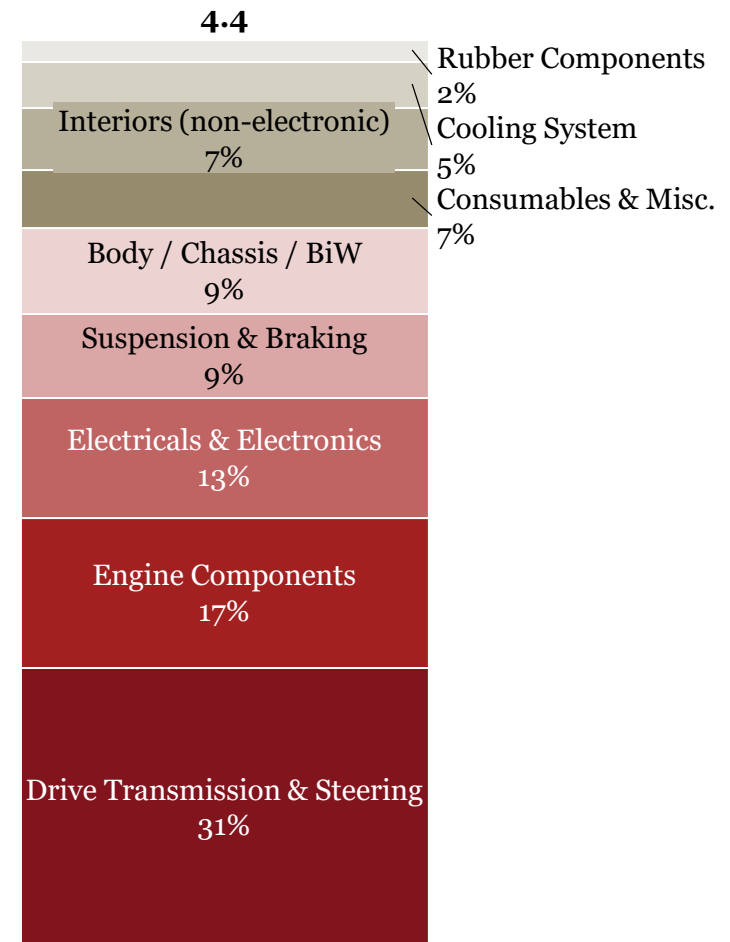 4.4
Rubber Components
2%
Cooling System
5%
Interiors (non-electronic)
7%
Consumables & Misc.
7%
Body / Chassis / BiW
9%
Suspension & Braking
9%
Electricals & Electronics
13%
Engine Components
17%
Drive Transmission & Steering
31%